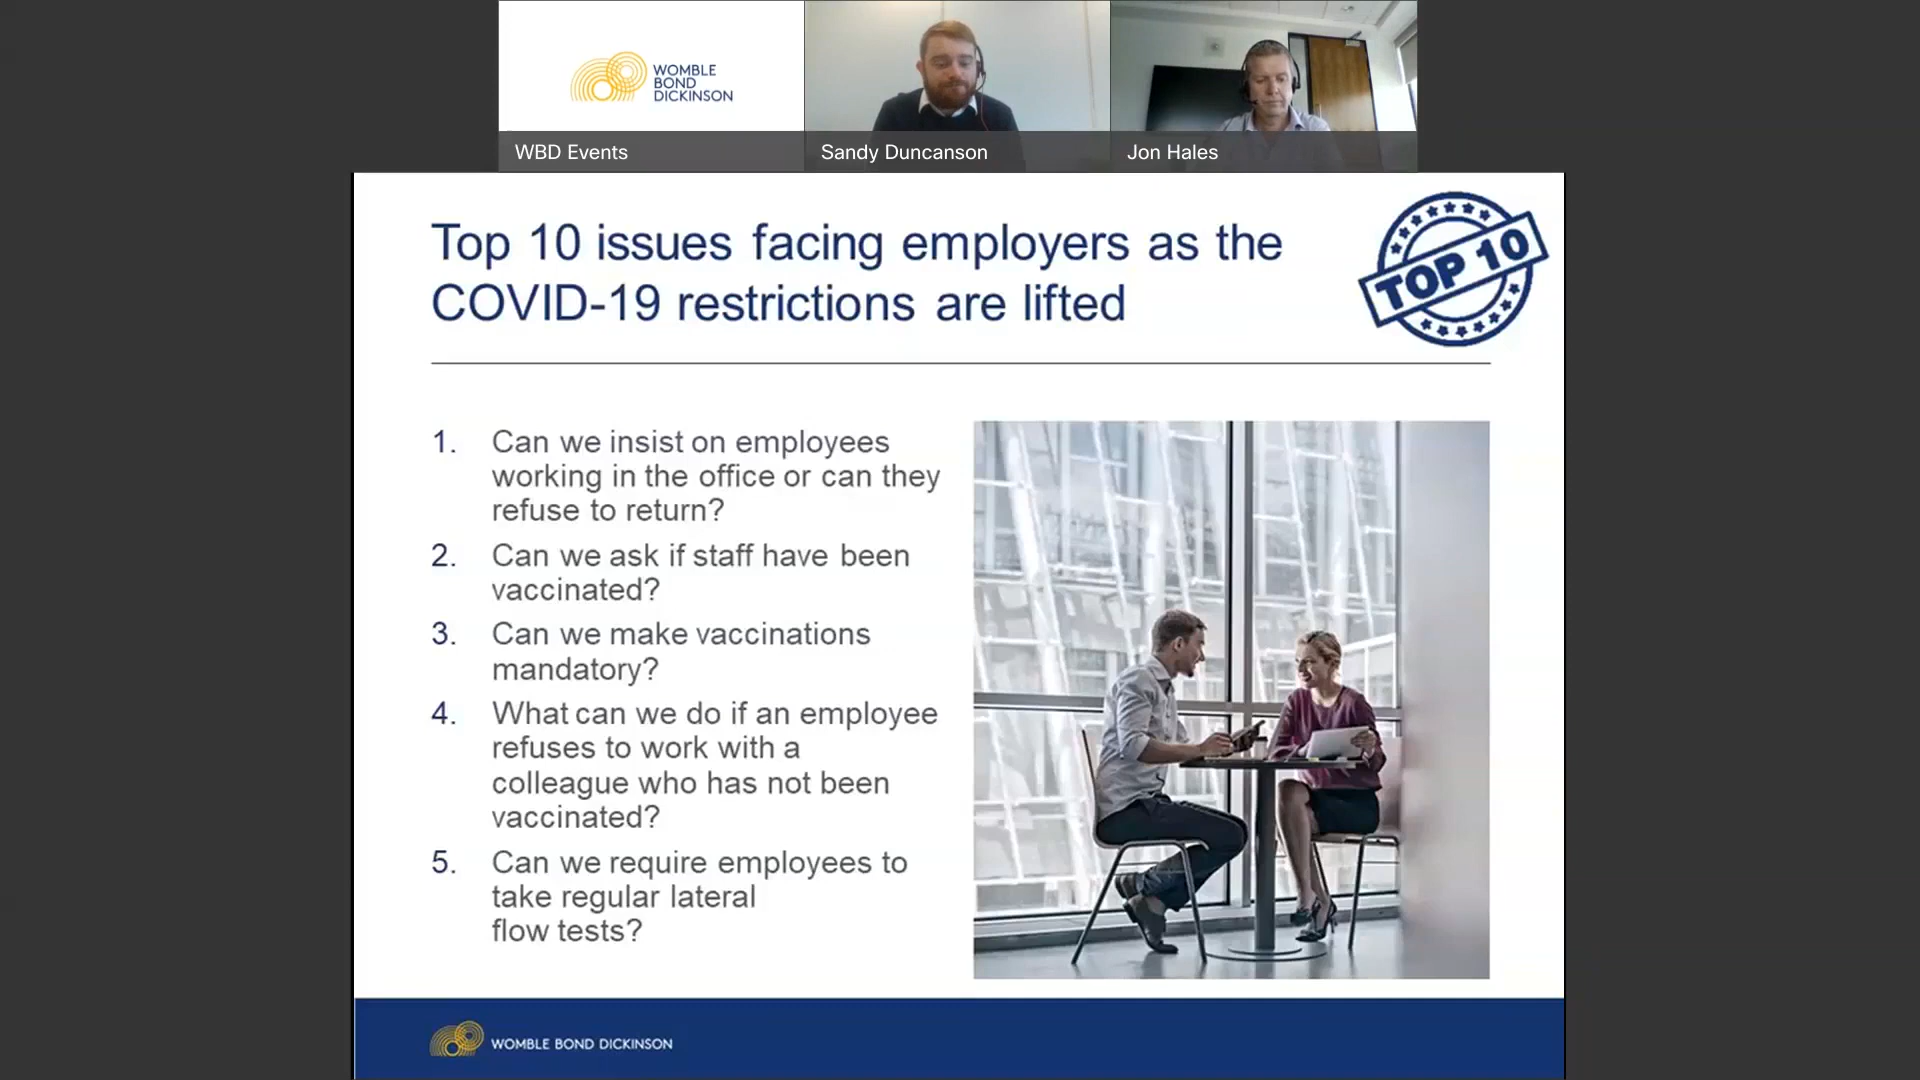 WOMBLE
BOND
DICKINSON
WBD Events
Sandy Duncanson
Jon Hales
Top 10 issues facing employers as the
COVID-19 restrictions are lifted
TOP 10
1. Can we insist on employees
working in the office or can they
refuse to return?
2. Can we ask if staff have been
vaccinated?
3. Can we make vaccinations
mandatory?
4. What can we do if an employee
refuses to work with a
colleague who has not been
vaccinated?
5. Can we require employees to
take regular lateral
flow tests?
WOMBLE BOND DICKINSON